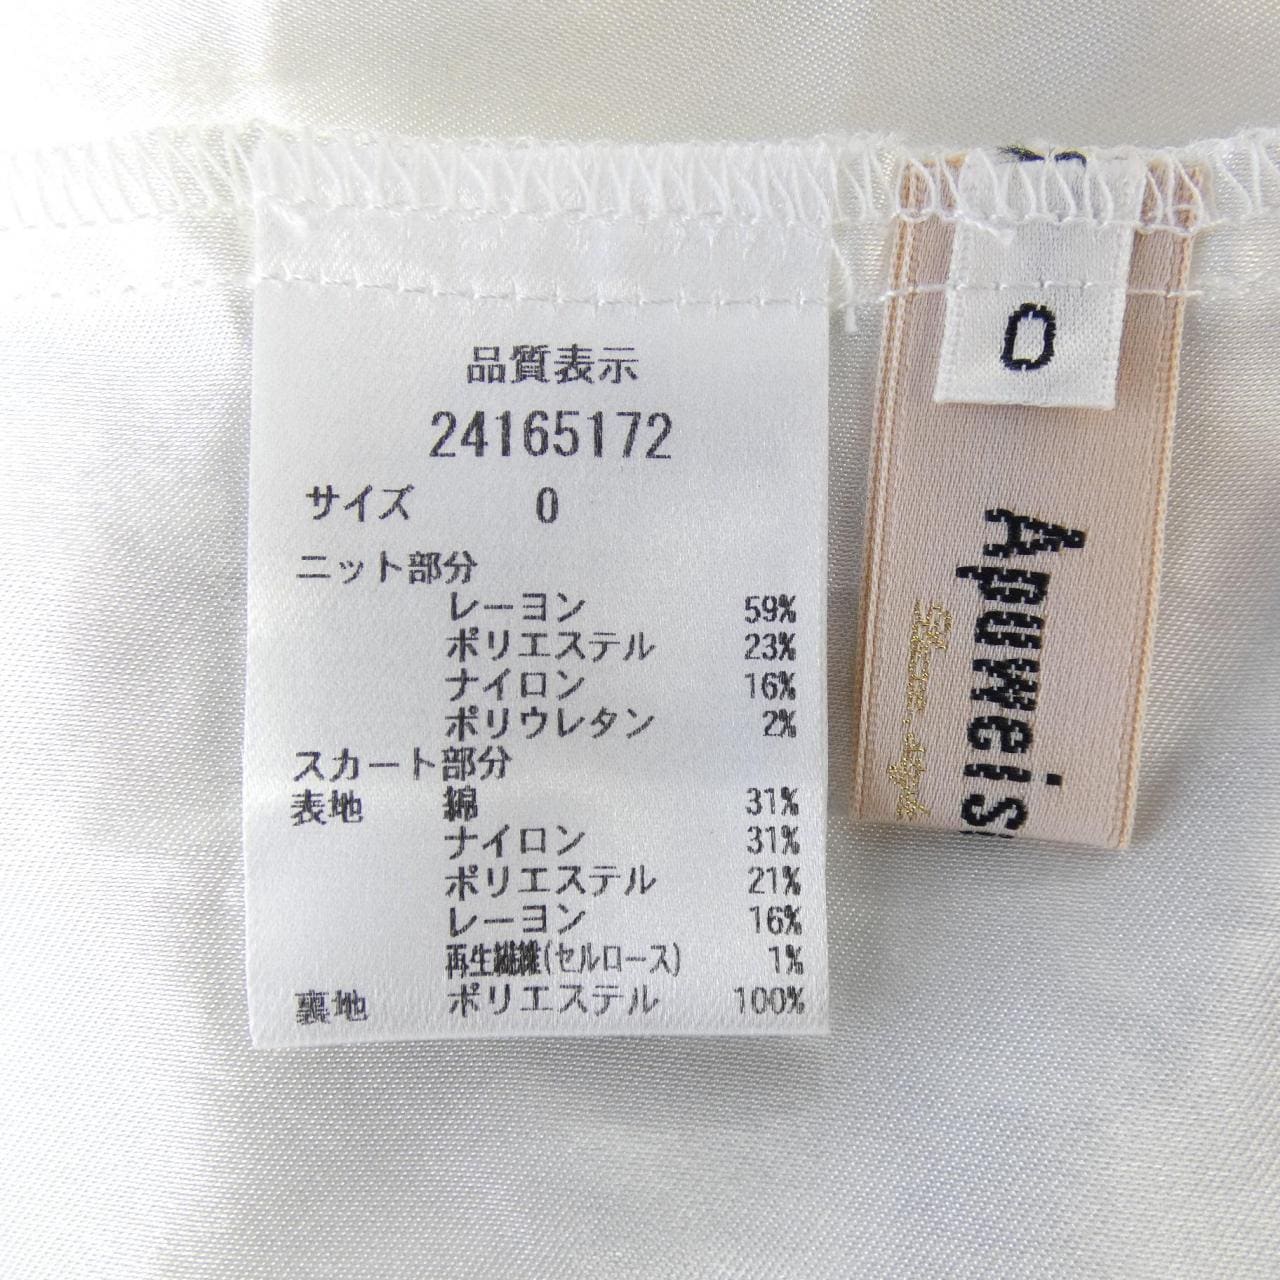 品質表示
24165172
サイズ 0
ニット部分
レーヨン 59%
ポリエステル 23%
ナイロン 16%
ポリウレタン 2%
スカート部分
表地 綿 31%
ナイロン 31%
ポリエステル 21%
レーヨン 16%
再生繊維(セルロース) 1%
裏地 ポリエステル 100%
0
Apuweis